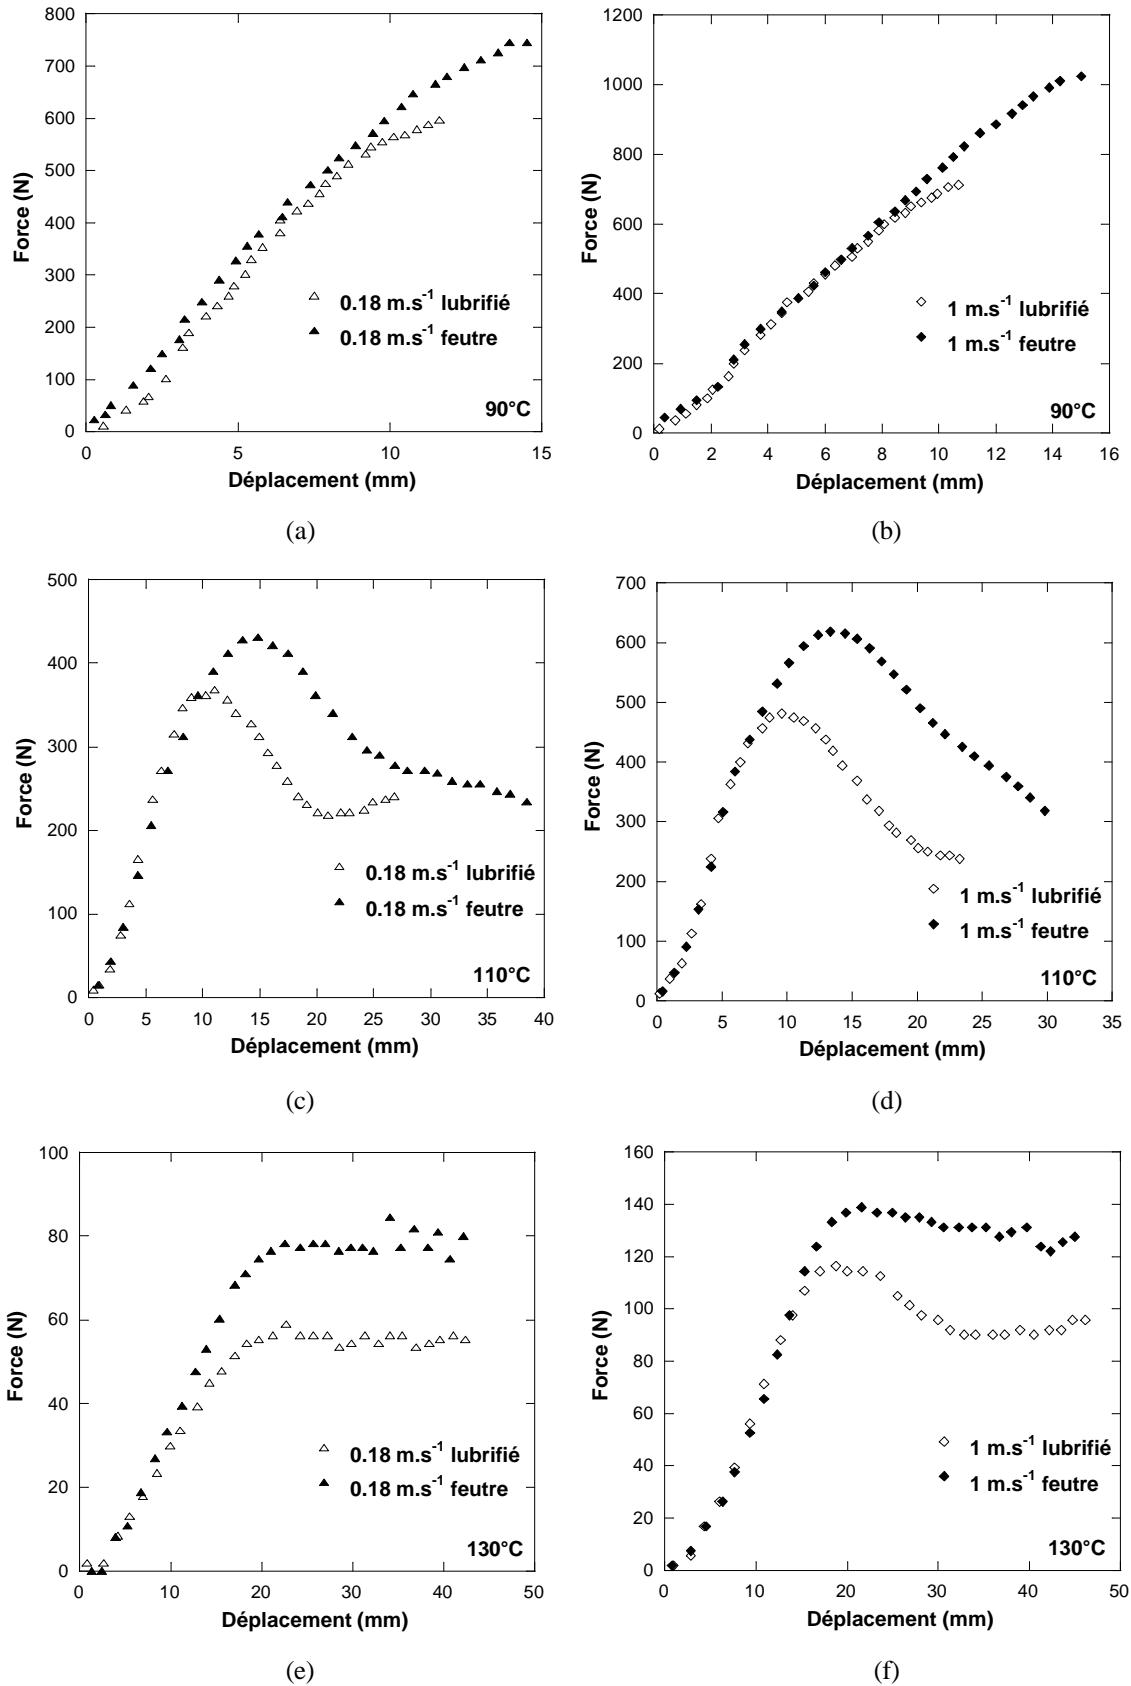 800
700
600
500
400
300
200
100
0
Force (N)
0.18 m.s-1 lubrifié
0.18 m.s-1 feutre
90°C
0 5 10 15
Déplacement (mm)
(a)
1200
1000
800
600
400
200
0
Force (N)
1 m.s-1 lubrifié
1 m.s-1 feutre
90°C
0 2 4 6 8 10 12 14 16
Déplacement (mm)
(b)
500
400
300
200
100
0
Force (N)
0.18 m.s-1 lubrifié
0.18 m.s-1 feutre
110°C
0 5 10 15 20 25 30 35 40
Déplacement (mm)
(c)
700
600
500
400
300
200
100
0
Force (N)
1 m.s-1 lubrifié
1 m.s-1 feutre
110°C
0 5 10 15 20 25 30 35
Déplacement (mm)
(d)
100
80
60
40
20
0
Force (N)
0.18 m.s-1 lubrifié
0.18 m.s-1 feutre
130°C
0 10 20 30 40 50
Déplacement (mm)
(e)
160
140
120
100
80
60
40
20
0
Force (N)
1 m.s-1 lubrifié
1 m.s-1 feutre
130°C
0 10 20 30 40 50
Déplacement (mm)
(f)